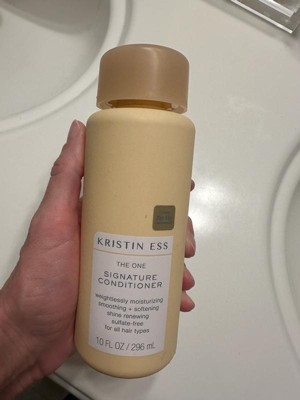 KRISTIN ESS
THE ONE
SIGNATURE
CONDITIONER
weightlessly moisturizing
smoothing + softening
shine renewing
sulfate-free
for all hair types
10 FL OZ / 296 mL